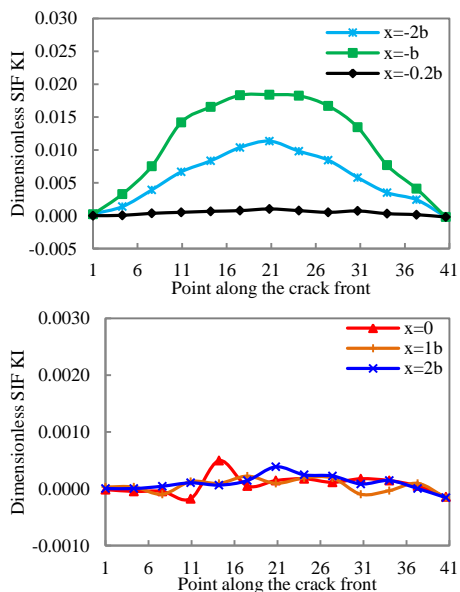 Dimensionless SIF KI
0.030
0.025
0.020
0.015
0.010
0.005
0.000
-0.005
x=-2b
x=-b
x=-0.2b
1 6 11 16 21 26 31 36 41
Point along the crack front
Dimensionless SIF KI
0.0030
0.0020
0.0010
0.0000
-0.0010
x=0
x=1b
x=2b
1 6 11 16 21 26 31 36 41
Point along the crack front